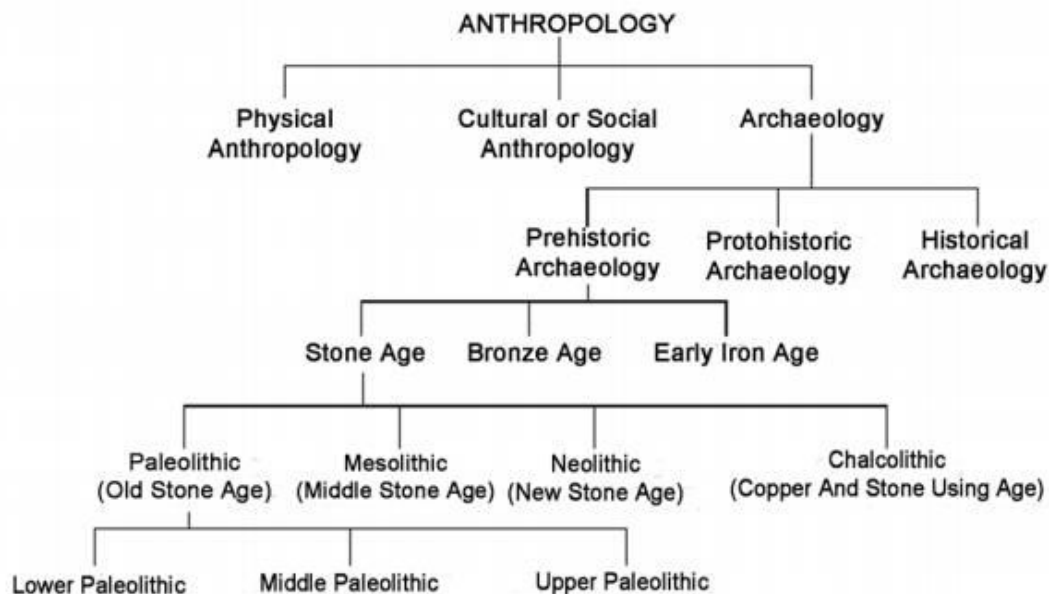 ANTHROPOLOGY
Physical
Anthropology
Cultural or Social
Anthropology
Archaeology
Prehistoric
Archaeology
Protohistoric
Archaeology
Historical
Archaeology
Stone Age
Bronze Age
Early Iron Age
Paleolithic
(Old Stone Age)
Mesolithic
(Middle Stone Age)
Neolithic
(New Stone Age)
Chalcolithic
(Copper And Stone Using Age)
Lower Paleolithic
Middle Paleolithic
Upper Paleolithic